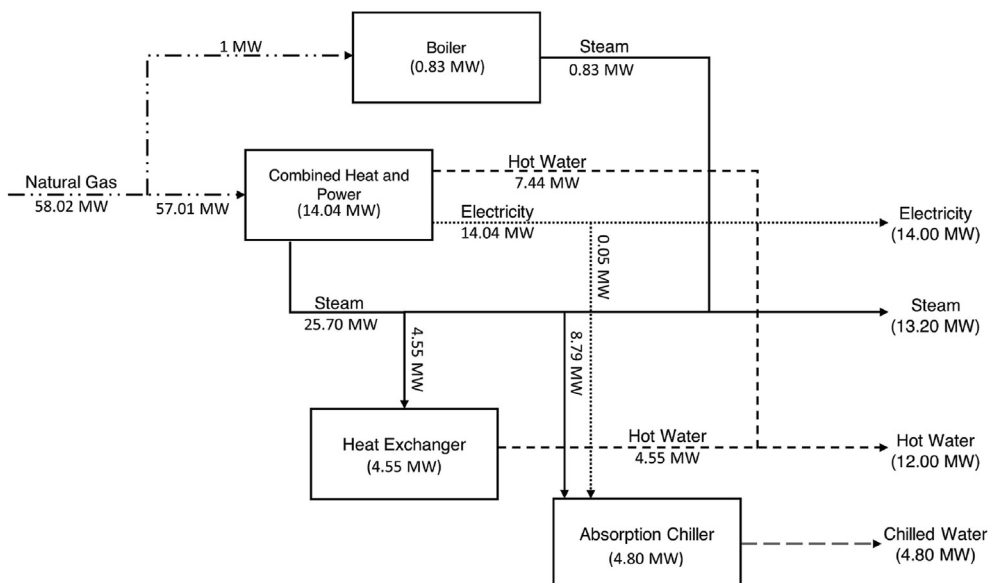 1 MW
Boiler
(0.83 MW)
Steam
0.83 MW
Natural Gas
58.02 MW
57.01 MW
Combined Heat and
Power
(14.04 MW)
Hot Water
7.44 MW
Electricity
14.04 MW
0.05 MW
Electricity
(14.00 MW)
Steam
25.70 MW
4.55 MW
8.79 MW
Steam
(13.20 MW)
Heat Exchanger
(4.55 MW)
Hot Water
4.55 MW
Hot Water
(12.00 MW)
Absorption Chiller
(4.80 MW)
Chilled Water
(4.80 MW)